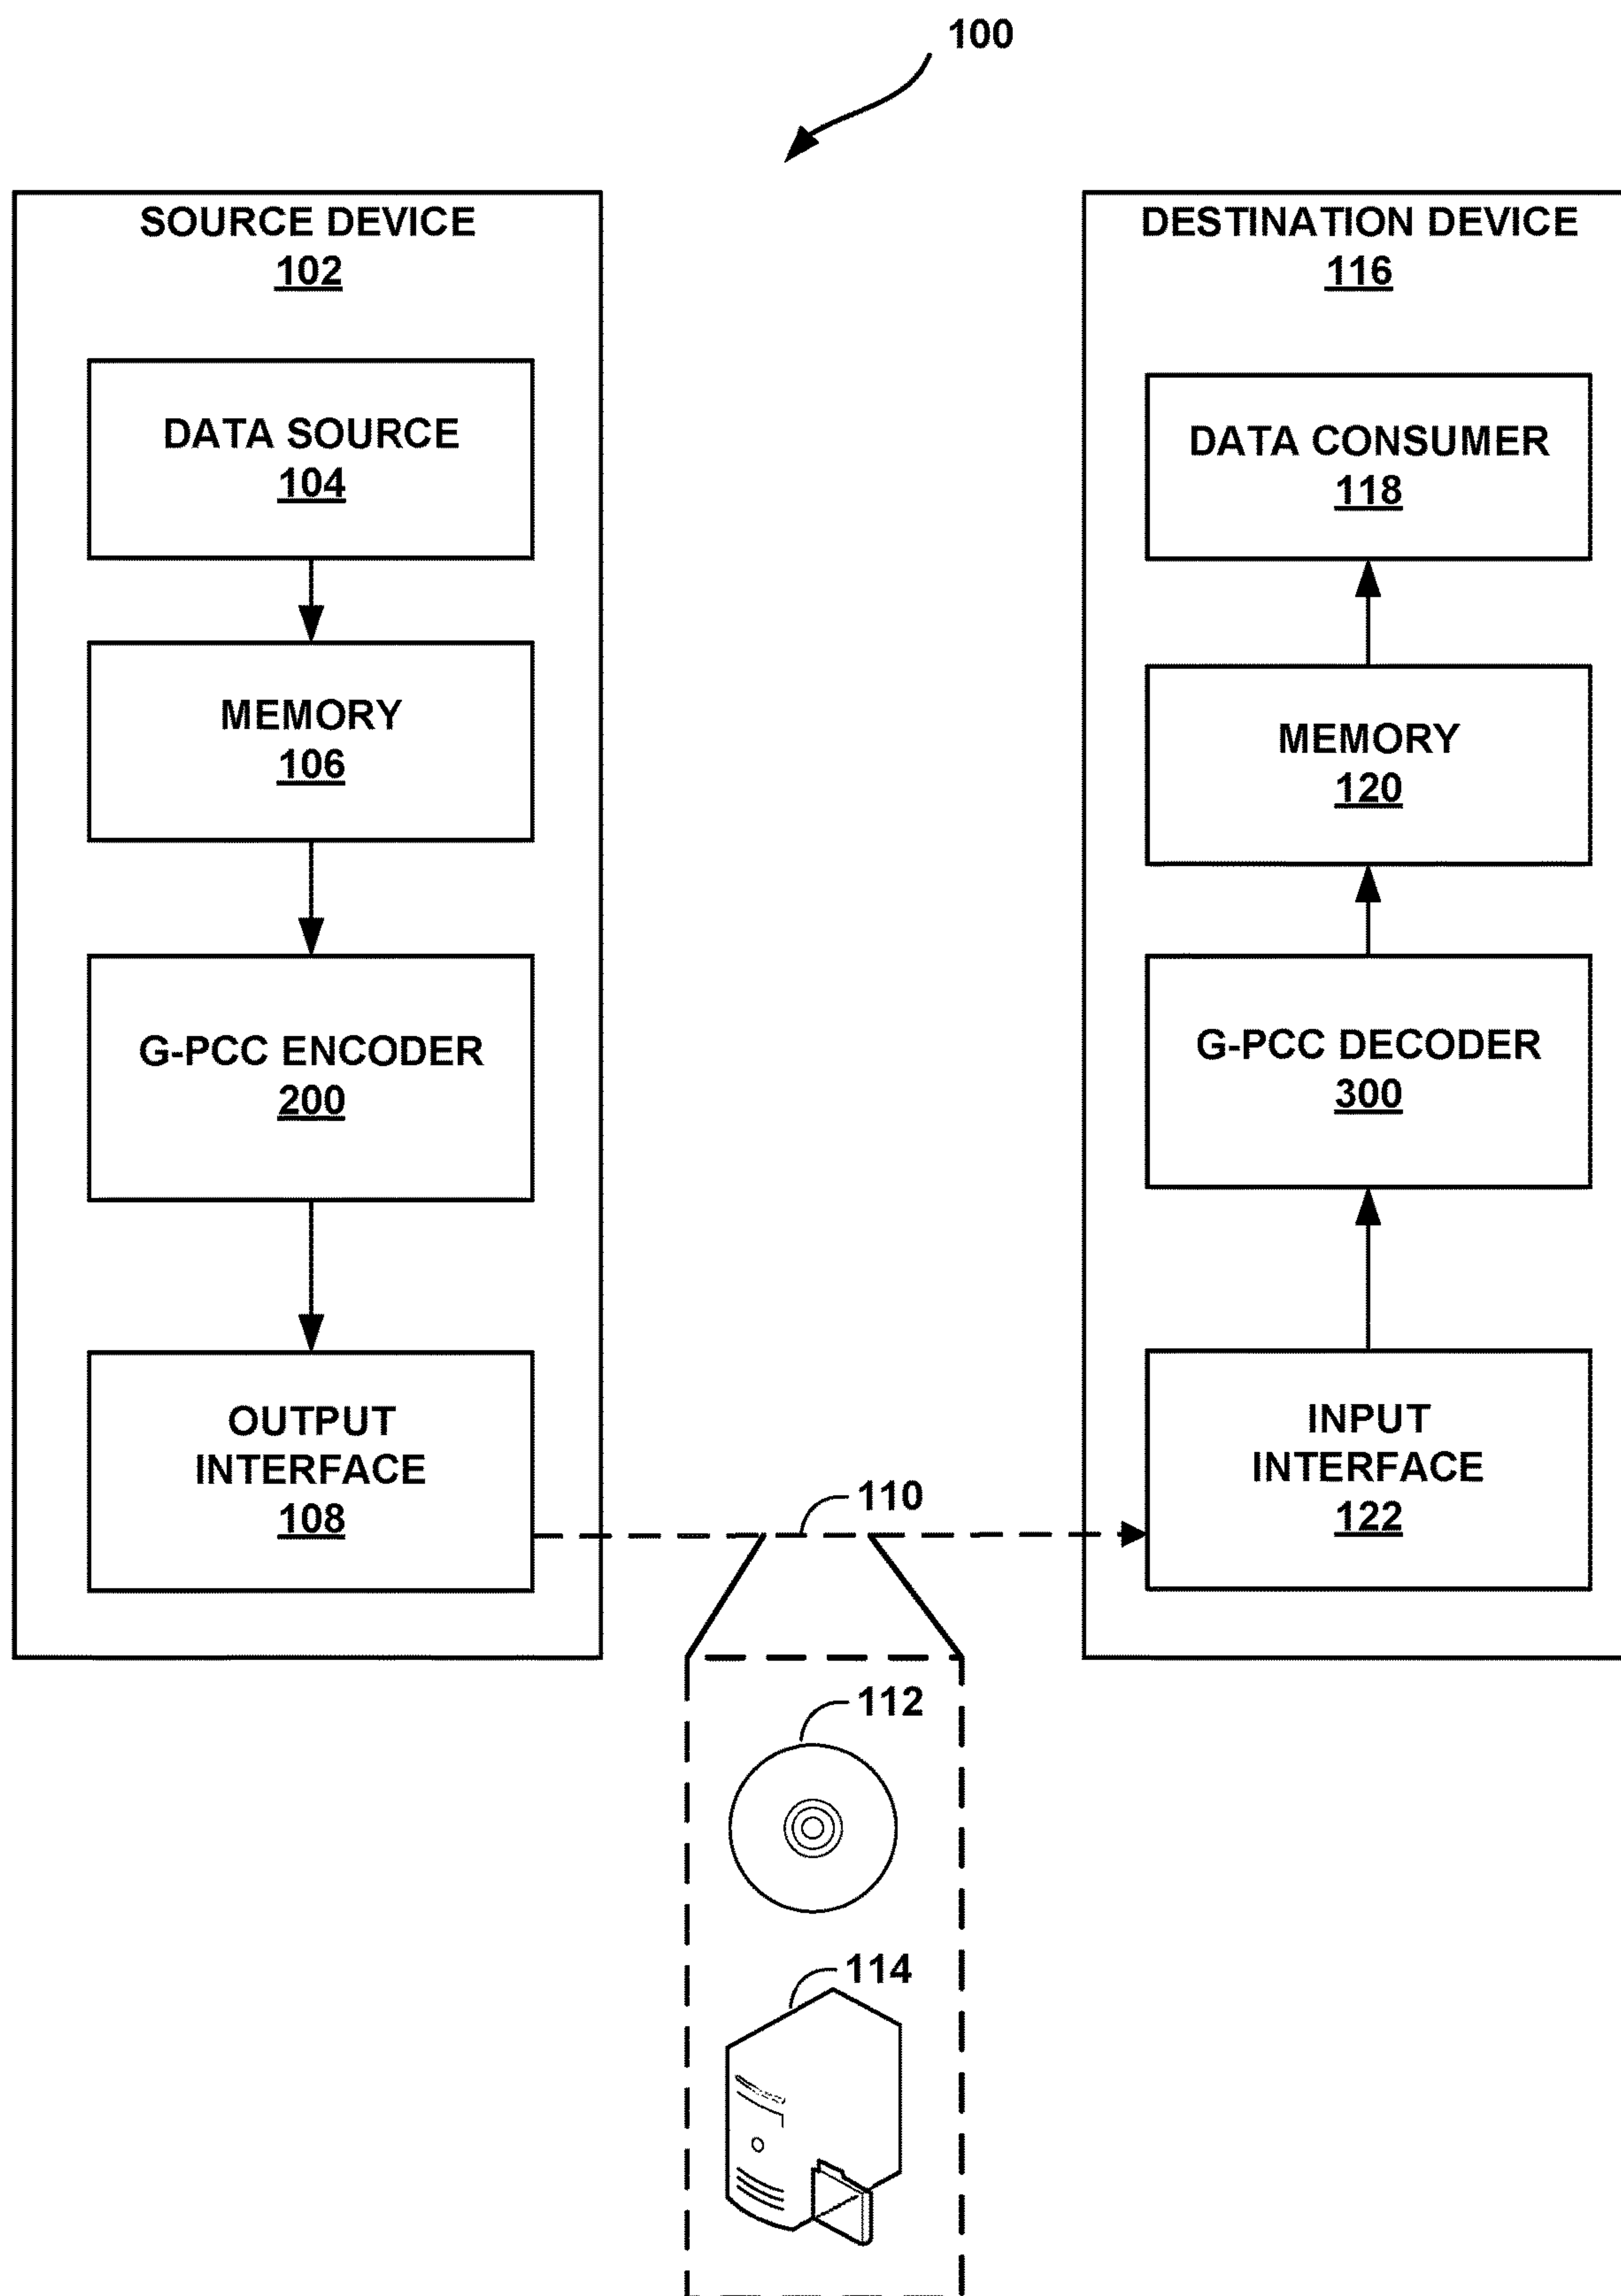 100
SOURCE DEVICE
102
DATA SOURCE
104
MEMORY
106
G-PCC ENCODER
200
OUTPUT
INTERFACE
108
DESTINATION DEVICE
116
DATA CONSUMER
118
MEMORY
120
G-PCC DECODER
300
INPUT
INTERFACE
122
110
112
114